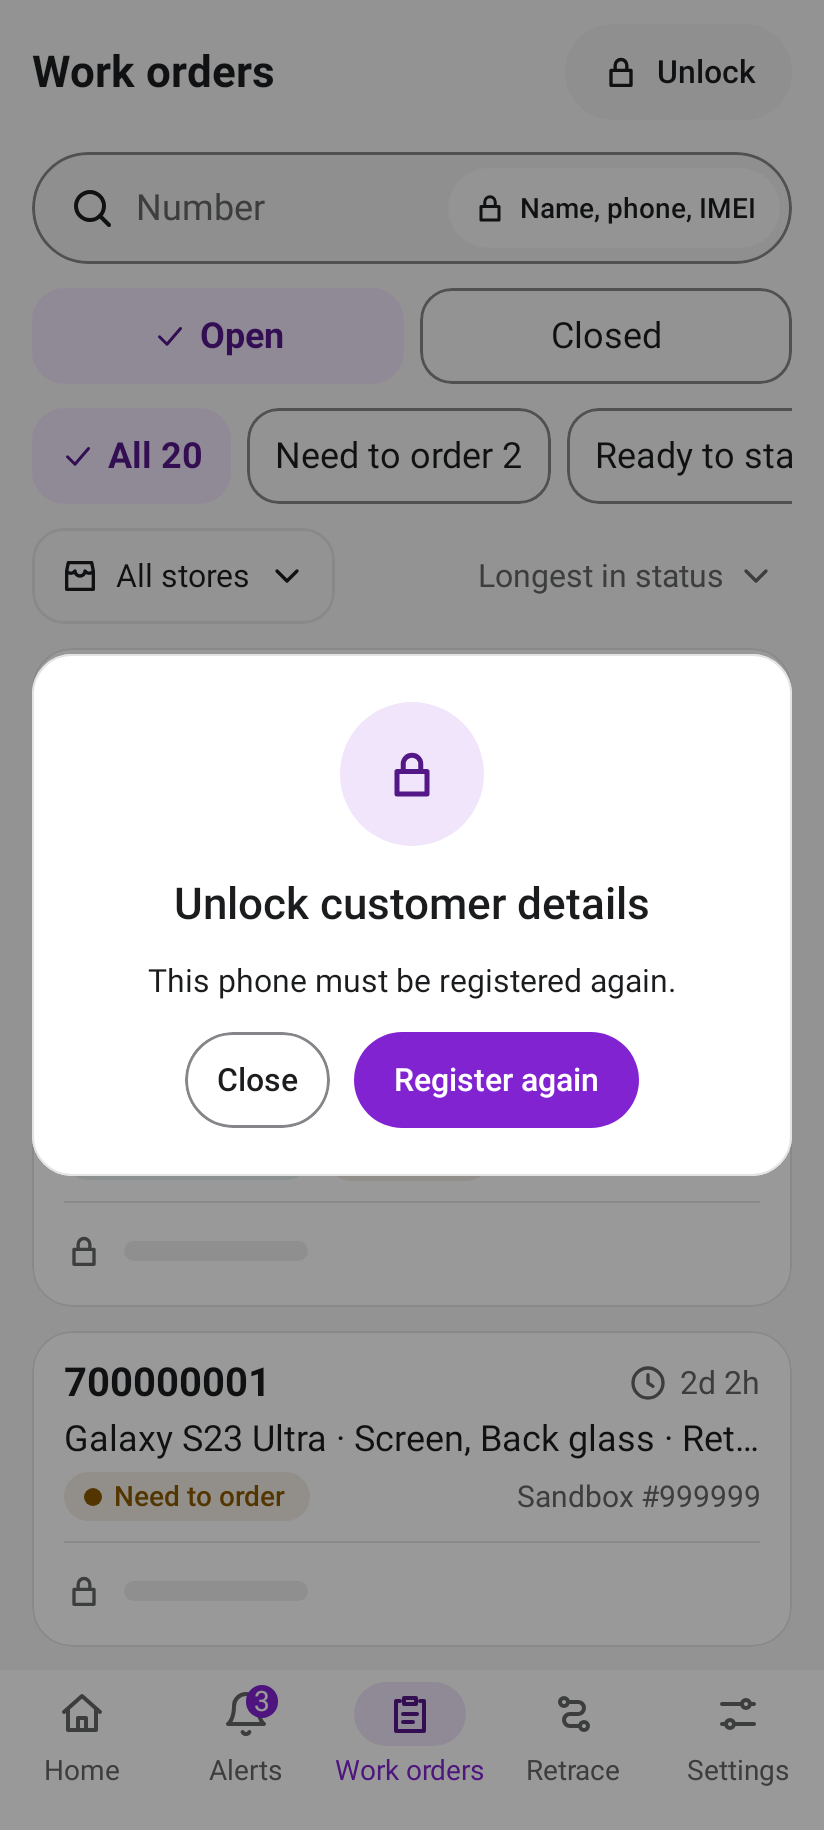 Work orders
Unlock
Number
Name, phone, IMEI
Open
Closed
All 20
Need to order 2
Ready to sta
All stores
Longest in status
Unlock customer details
This phone must be registered again.
Close
Register again
700000001
2d 2h
Galaxy S23 Ultra · Screen, Back glass · Ret...
Need to order
Sandbox #999999
3
Home
Alerts
Work orders
Retrace
Settings